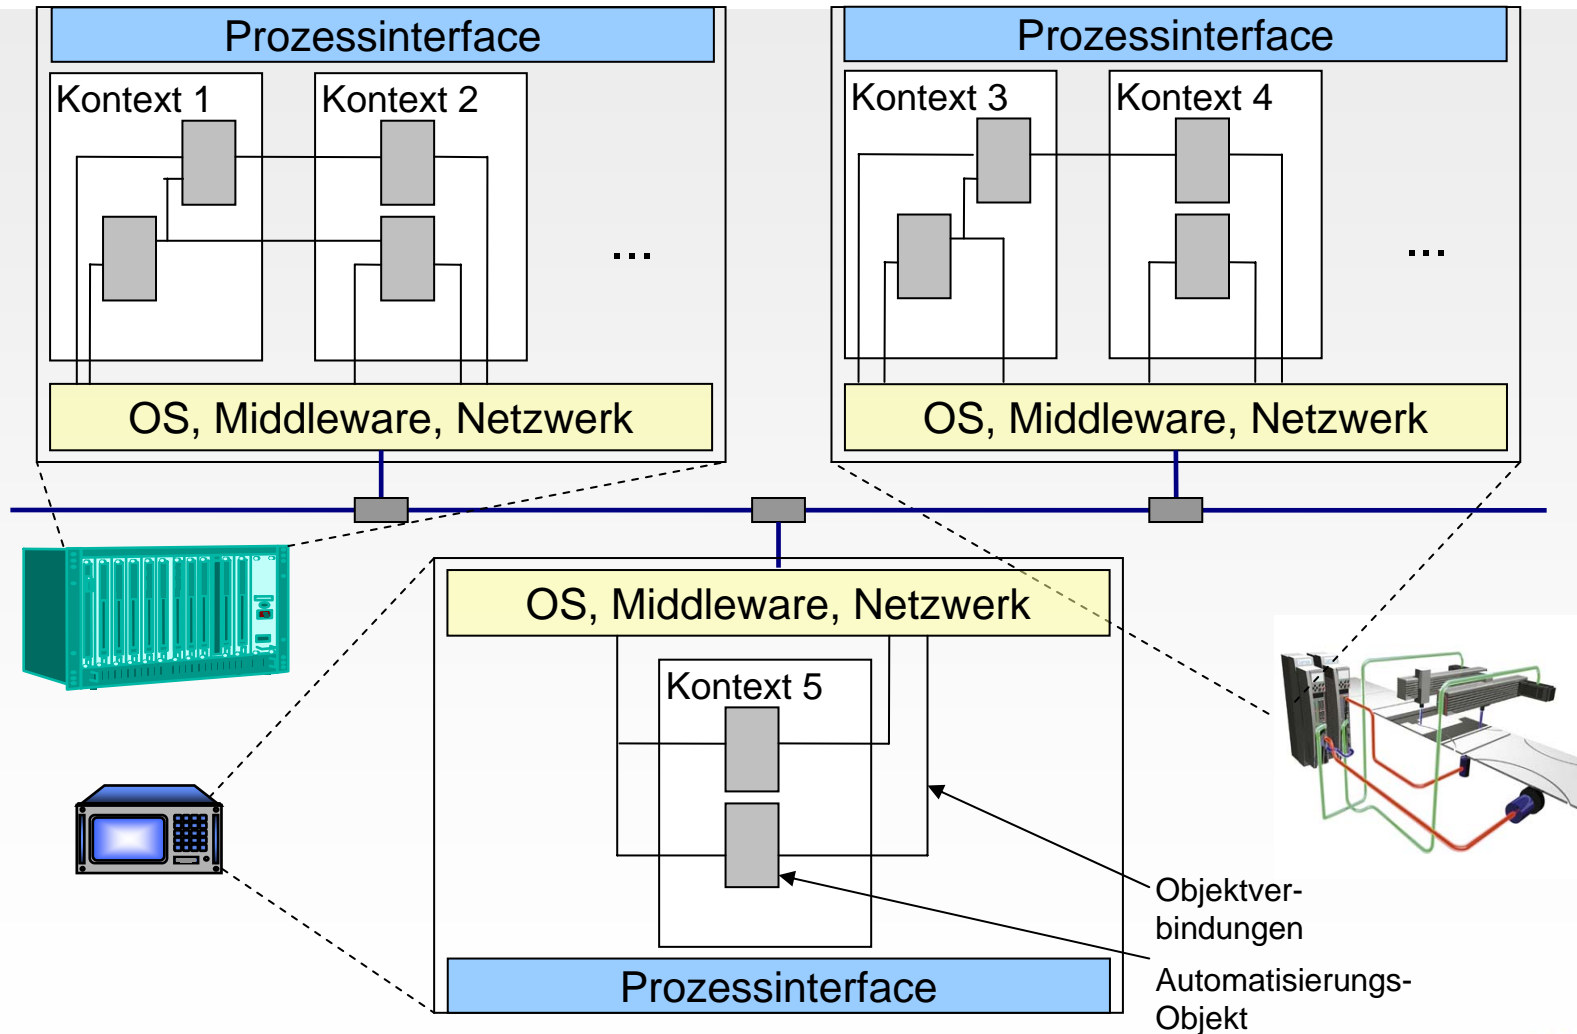 Prozessinterface
Prozessinterface
Kontext 1
Kontext 2
Kontext 3
Kontext 4
...
...
OS, Middleware, Netzwerk
OS, Middleware, Netzwerk
OS, Middleware, Netzwerk
Kontext 5
Objektver-
bindungen
Prozessinterface
Automatisierungs-
Objekt